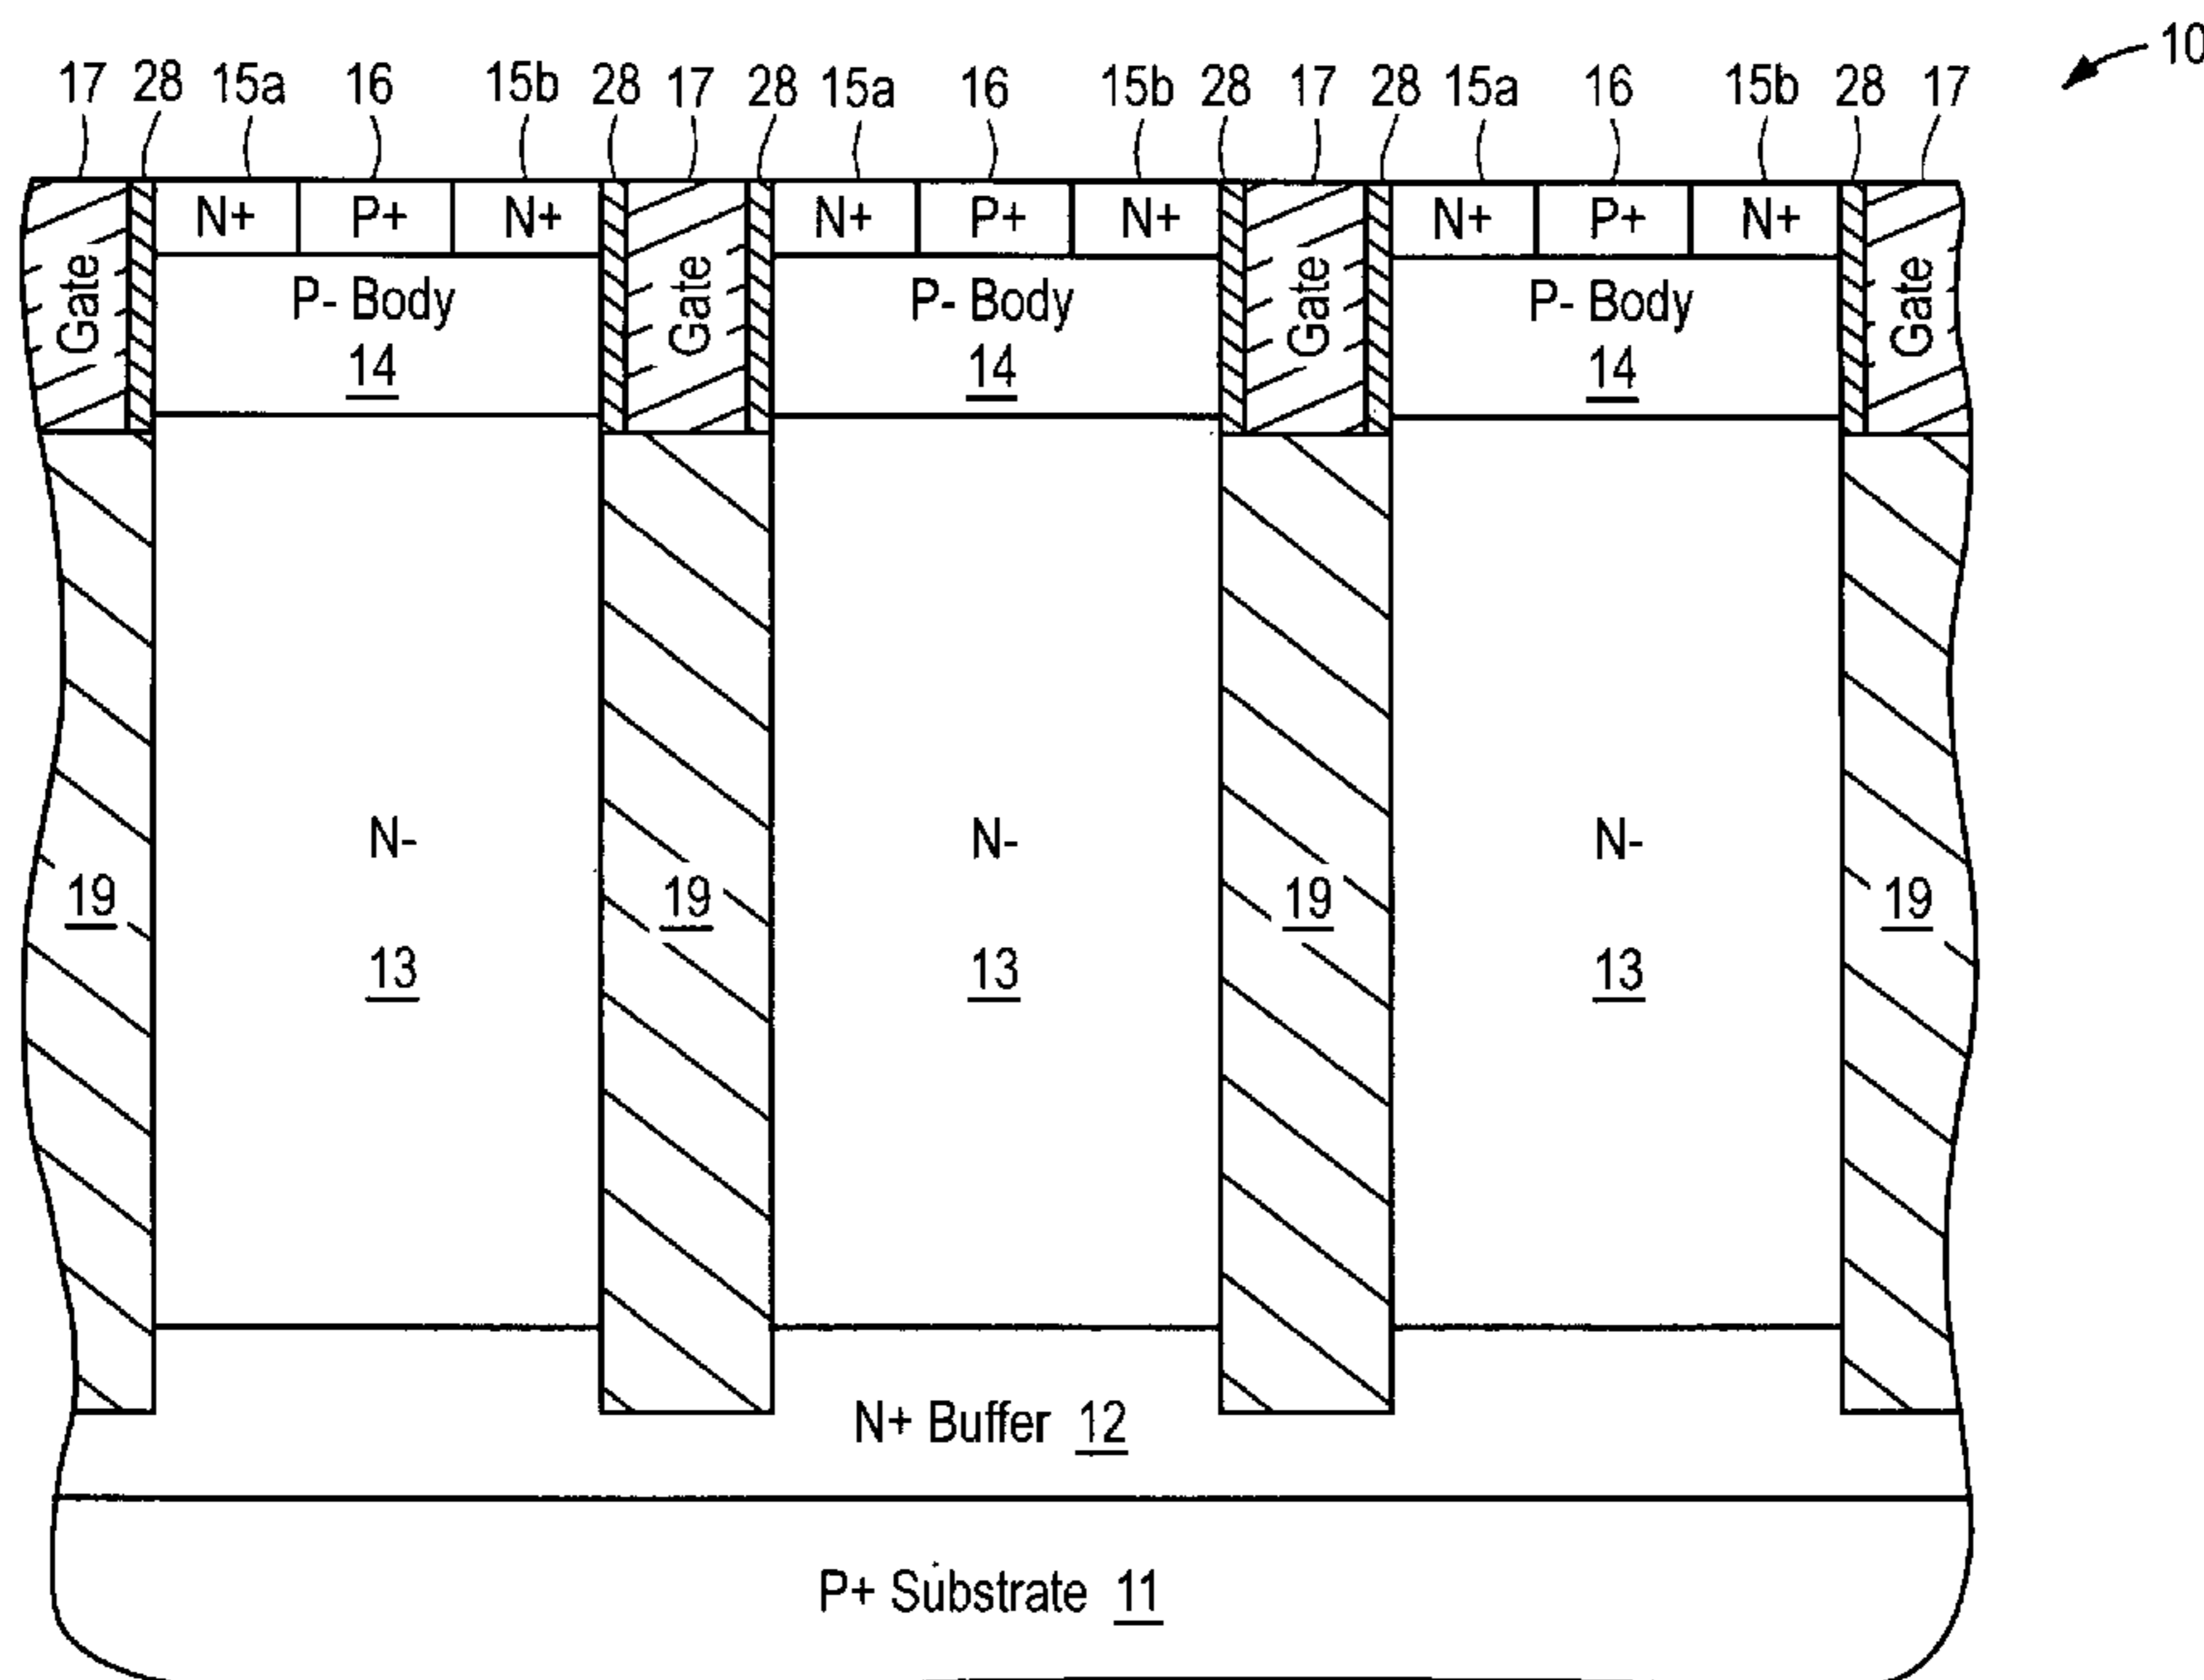 10
17 28 15a 16 15b 28 17 28 15a 16 15b 28 17 28 15a 16 15b 28 17
N+ P+ N+ N+ P+ N+ N+ P+ N+
Gate P- Body Gate P- Body Gate P- Body Gate
14 14 14
N- N- N-
19 19 19 19
13 13 13
N+ Buffer 12
P+ Substrate 11